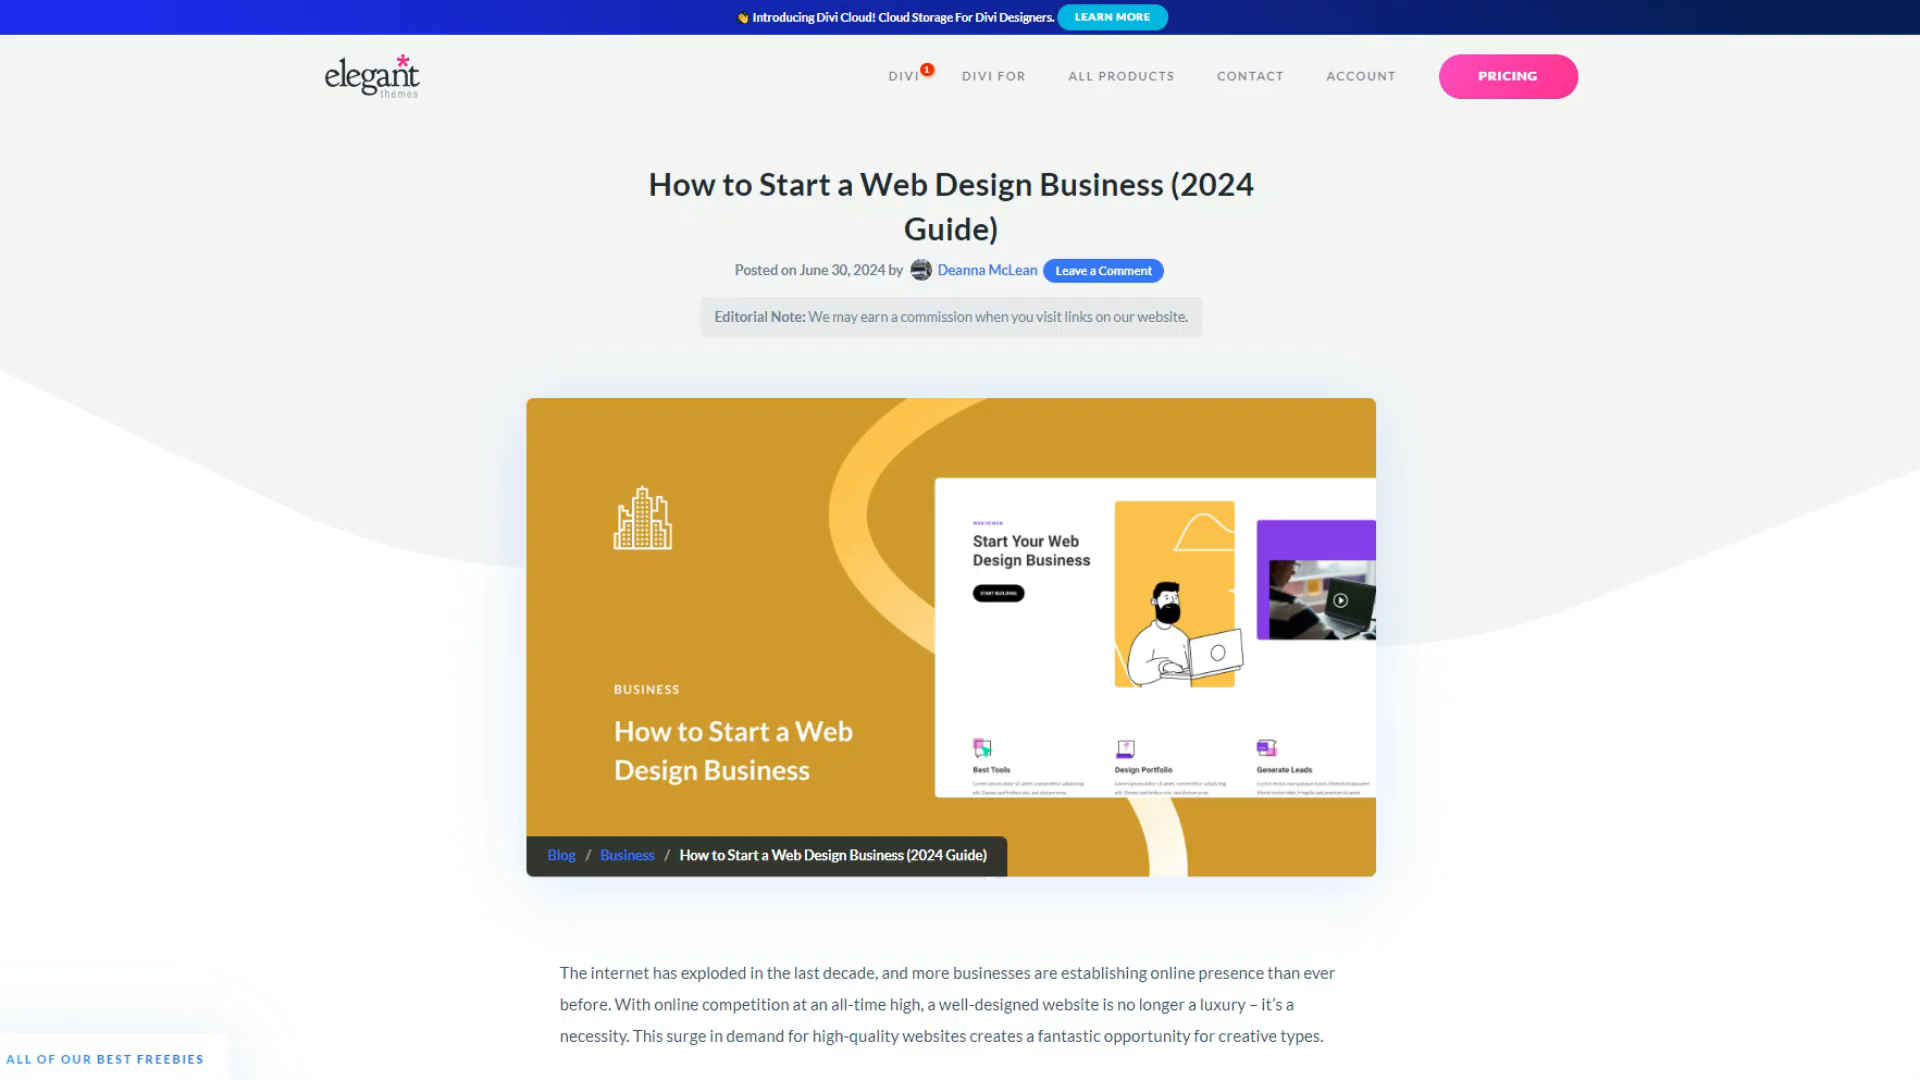 Introducing Divi Cloud! Cloud Storage For Divi Designers. LEARN MORE
elegant themes
DIVI 1 DIVI FOR ALL PRODUCTS CONTACT ACCOUNT PRICING
How to Start a Web Design Business (2024
Guide)
Posted on June 30, 2024 by Deanna McLean Leave a Comment
Editorial Note: We may earn a commission when you visit links on our website.
WEB DESIGN
Start Your Web
Design Business
START BUILDING
BUSINESS
How to Start a Web
Design Business
Best Tools
Design Portfolio
Generate Leads
Blog / Business / How to Start a Web Design Business (2024 Guide)
The internet has exploded in the last decade, and more businesses are establishing online presence than ever
before. With online competition at an all-time high, a well-designed website is no longer a luxury – it’s a
necessity. This surge in demand for high-quality websites creates a fantastic opportunity for creative types.
ALL OF OUR BEST FREEBIES